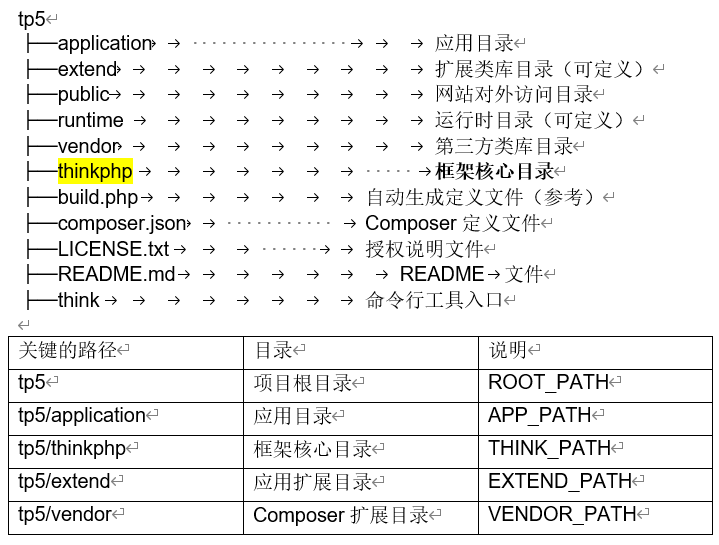 tp5
├──application 应用目录
├──extend 扩展类库目录（可定义）
├──public 网站对外访问目录
├──runtime 运行时目录（可定义）
├──vendor 第三方类库目录
├──thinkphp 框架核心目录
├──build.php 自动生成定义文件（参考）
├──composer.json Composer 定义文件
├──LICENSE.txt 授权说明文件
├──README.md README 文件
├──think 命令行工具入口
关键的路径 目录 说明
tp5 项目根目录 ROOT_PATH
tp5/application 应用目录 APP_PATH
tp5/thinkphp 框架核心目录 THINK_PATH
tp5/extend 应用扩展目录 EXTEND_PATH
tp5/vendor Composer 扩展目录 VENDOR_PATH